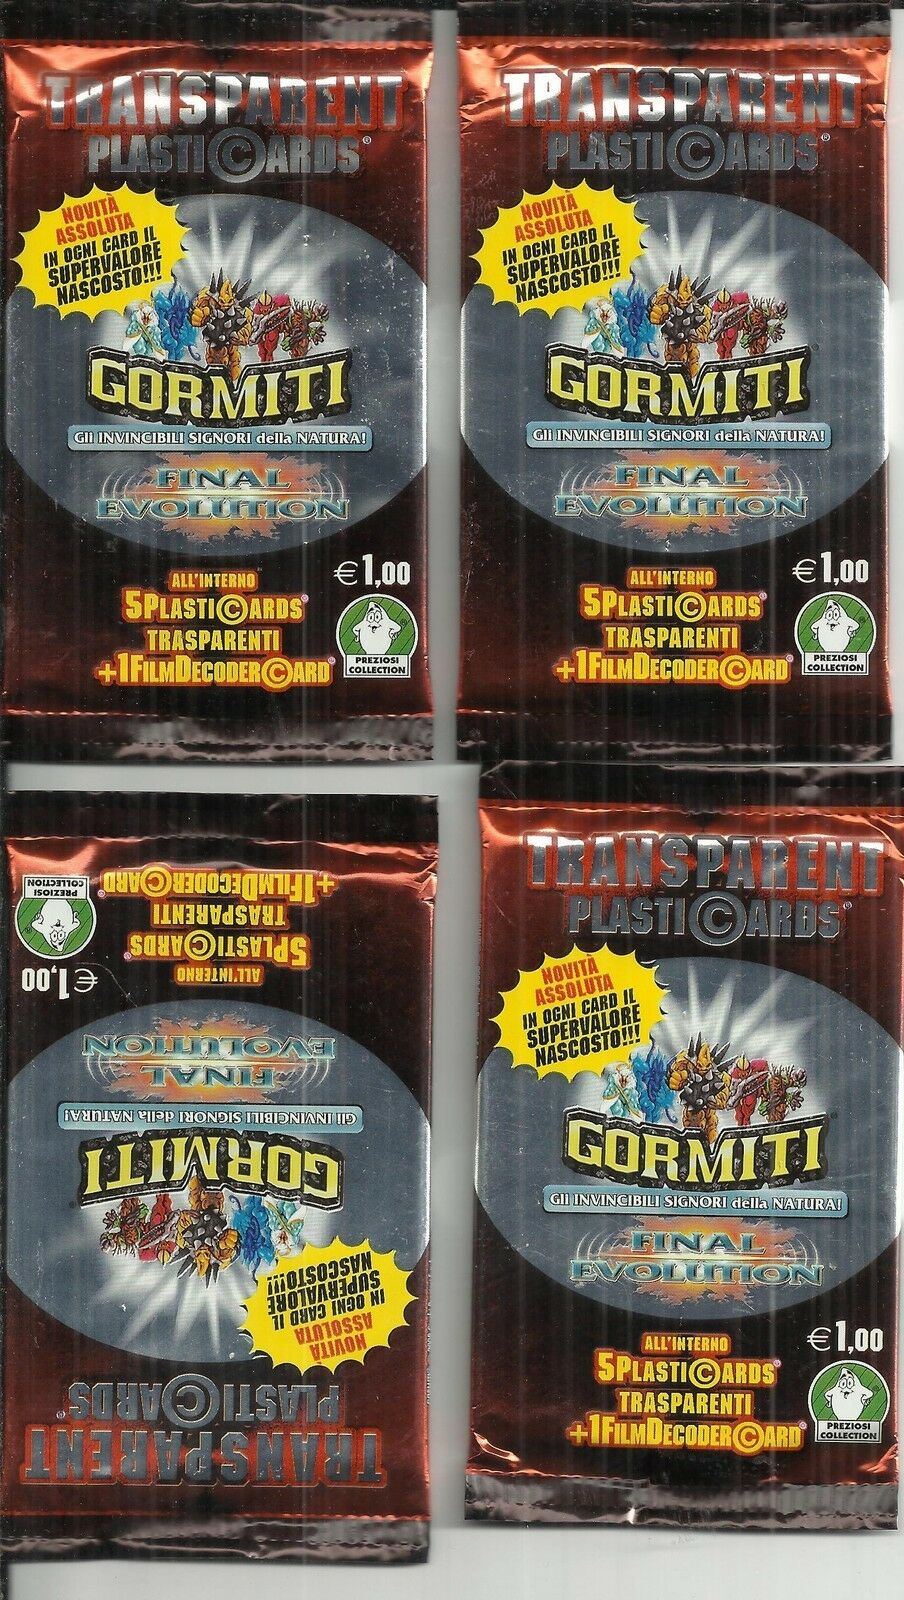 TRANSPARENT
PLASTICARDS®
NOVITÀ
ASSOLUTA
IN OGNI CARD IL
SUPERVALORE
NASCOSTO!!!
GORMITI
Gli INVINCIBILI SIGNORI della NATURA!
FINAL
EVOLUTION
€1,00
ALL'INTERNO
5PLASTICARDS®
TRASPARENTI
+1FILMDECODERCARD®
PREZIOSI
COLLECTION
TRANSPARENT
PLASTICARDS®
NOVITÀ
ASSOLUTA
IN OGNI CARD IL
SUPERVALORE
NASCOSTO!!!
GORMITI
Gli INVINCIBILI SIGNORI della NATURA!
FINAL
EVOLUTION
€1,00
ALL'INTERNO
5PLASTICARDS®
TRASPARENTI
+1FILMDECODERCARD®
PREZIOSI
COLLECTION
TRANSPARENT
PLASTICARDS®
NOVITÀ
ASSOLUTA
IN OGNI CARD IL
SUPERVALORE
NASCOSTO!!!
GORMITI
Gli INVINCIBILI SIGNORI della NATURA!
FINAL
EVOLUTION
€1,00
ALL'INTERNO
5PLASTICARDS®
TRASPARENTI
+1FILMDECODERCARD®
PREZIOSI
COLLECTION
TRANSPARENT
PLASTICARDS®
NOVITÀ
ASSOLUTA
IN OGNI CARD IL
SUPERVALORE
NASCOSTO!!!
GORMITI
Gli INVINCIBILI SIGNORI della NATURA!
FINAL
EVOLUTION
€1,00
ALL'INTERNO
5PLASTICARDS®
TRASPARENTI
+1FILMDECODERCARD®
PREZIOSI
COLLECTION